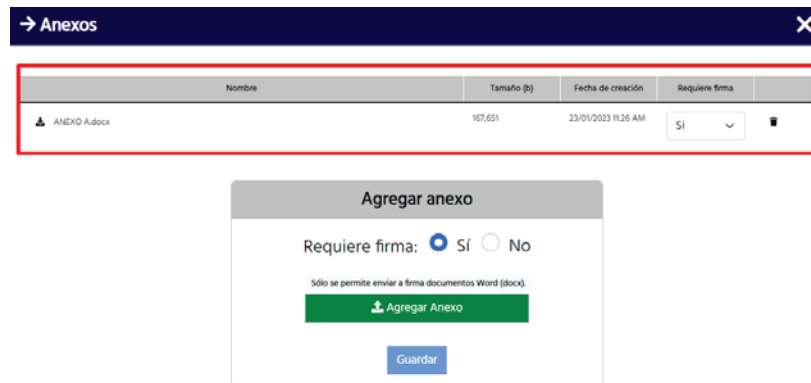 → Anexos
Nombre Tamaño (b) Fecha de creación Requiere firma
ANEXO A.docx 167,651 23/01/2023 11:26 AM Sí
Agregar anexo
Requiere firma: Sí No
Sólo se permite enviar a firma documentos Word (docx).
Agregar Anexo
Guardar